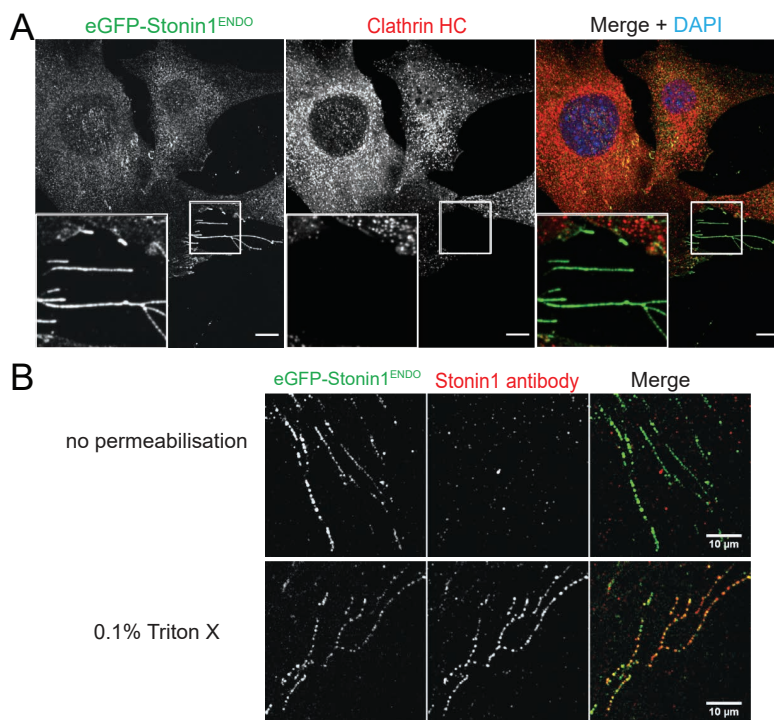 A
eGFP-Stonin1ENDO Clathrin HC Merge + DAPI
B
eGFP-Stonin1ENDO Stonin1 antibody Merge
no permeabilisation
10 µm
0.1% Triton X
10 µm